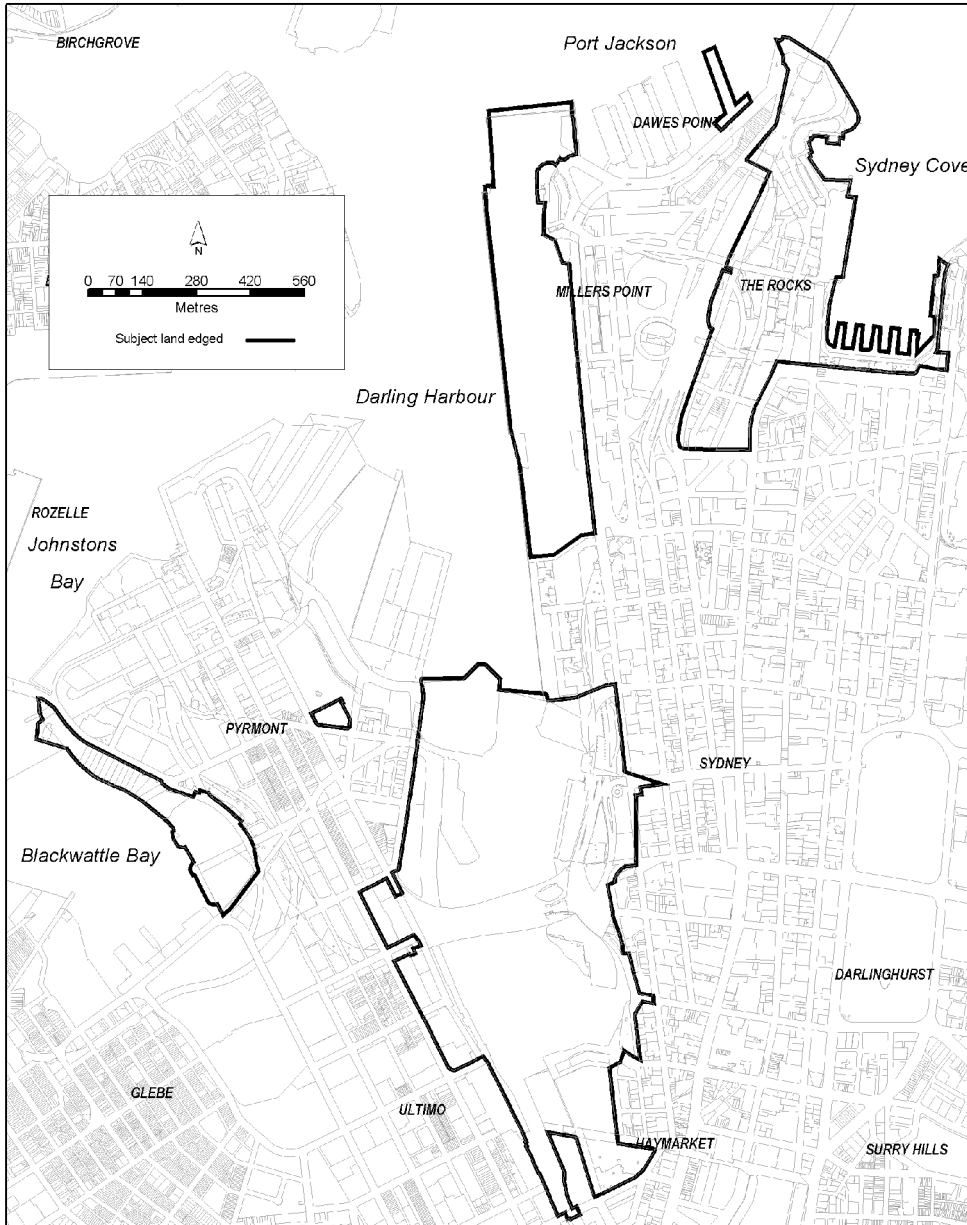 BIRCHGROVE
Port Jackson
DAWES POINT
Sydney Cove
N
0 70 140 280 420 560
Metres
Subject land edged
MILLERS POINT
THE ROCKS
Darling Harbour
ROZELLE
Johnstons
Bay
PYRMONT
SYDNEY
Blackwattle Bay
DARLINGHURST
GLEBE
ULTIMO
HAYMARKET
SURRY HILLS